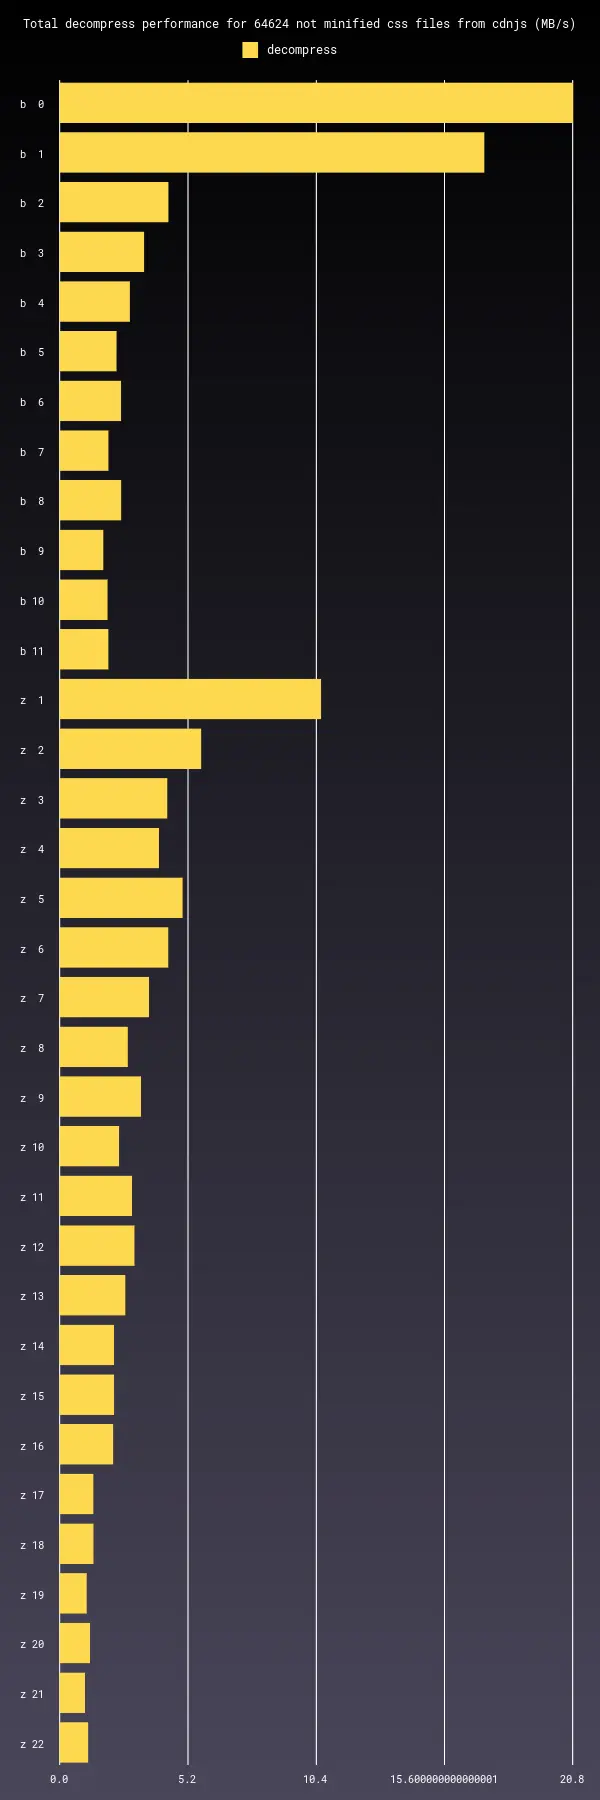 Total decompress performance for 64624 not minified css files from cdnjs (MB/s)
decompress
b  0
b  1
b  2
b  3
b  4
b  5
b  6
b  7
b  8
b  9
b 10
b 11
z  1
z  2
z  3
z  4
z  5
z  6
z  7
z  8
z  9
z 10
z 11
z 12
z 13
z 14
z 15
z 16
z 17
z 18
z 19
z 20
z 21
z 22
0.0 5.2 10.4 15.600000000000001 20.8